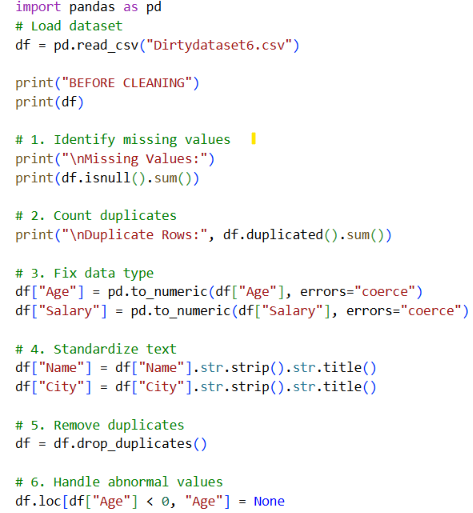 import pandas as pd
# Load dataset
df = pd.read_csv("Dirtydataset6.csv")
print("BEFORE CLEANING")
print(df)
# 1. Identify missing values
print("\nMissing Values:")
print(df.isnull().sum())
# 2. Count duplicates
print("\nDuplicate Rows:", df.duplicated().sum())
# 3. Fix data type
df["Age"] = pd.to_numeric(df["Age"], errors="coerce")
df["Salary"] = pd.to_numeric(df["Salary"], errors="coerce")
# 4. Standardize text
df["Name"] = df["Name"].str.strip().str.title()
df["City"] = df["City"].str.strip().str.title()
# 5. Remove duplicates
df = df.drop_duplicates()
# 6. Handle abnormal values
df.loc[df["Age"] < 0, "Age"] = None